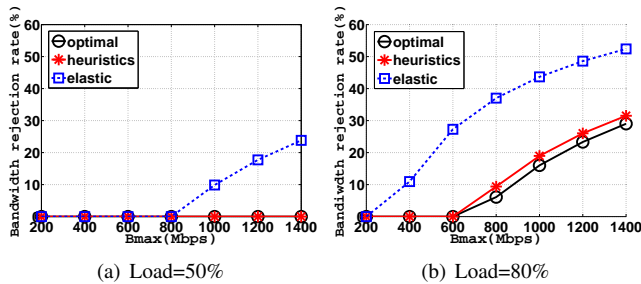 Bandwidth rejection rate(%)
60
50
40
30
20
10
0
optimal
heuristics
elastic
200 400 600 800 1000 1200 1400
Bmax(Mbps)
(a) Load=50%
Bandiwdth rejection rate(%)
60
50
40
30
20
10
0
optimal
heuristics
elastic
200 400 600 800 1000 1200 1400
Bmax(Mbps)
(b) Load=80%